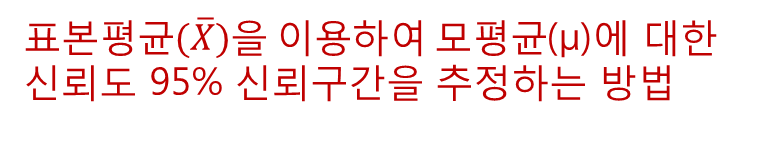 표본평균(X̄)을 이용하여 모평균(μ)에 대한
신뢰도 95% 신뢰구간을 추정하는 방법